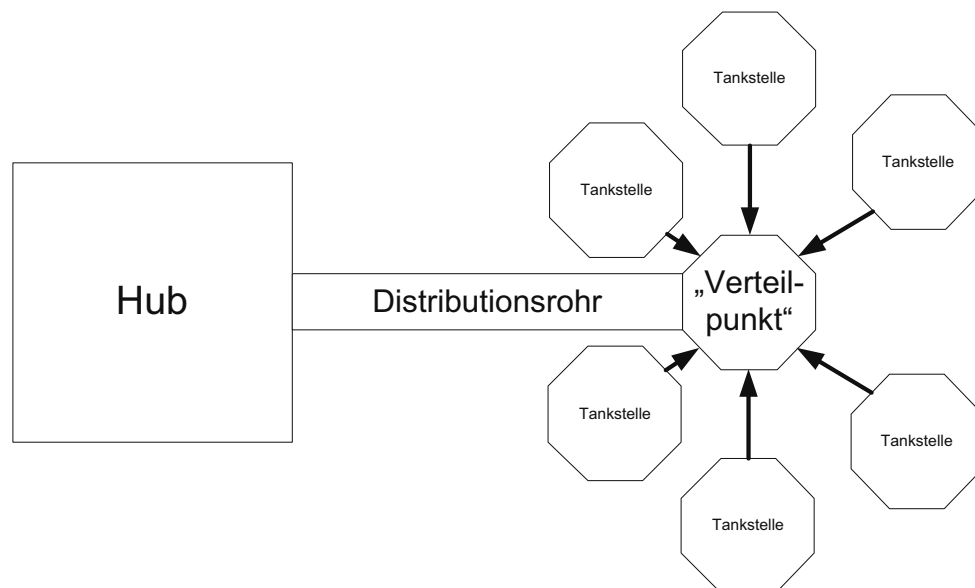 Tankstelle
Tankstelle
Tankstelle
Hub
Distributionsrohr
„Verteil-
punkt“
Tankstelle
Tankstelle
Tankstelle